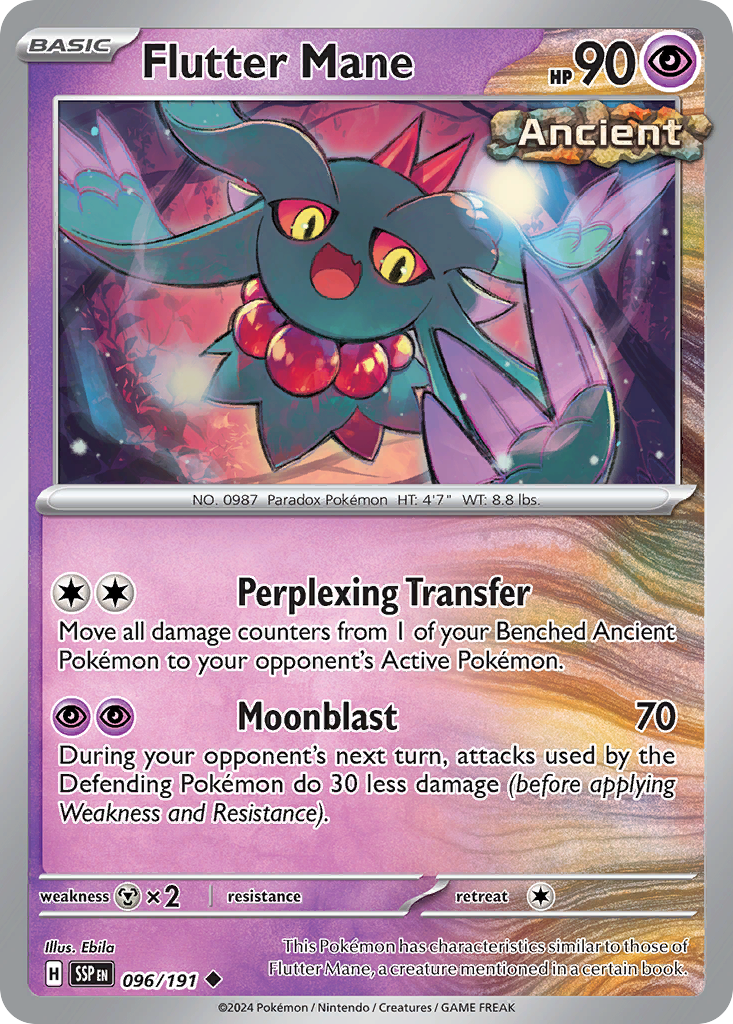 BASIC
Flutter Mane
HP 90
Ancient
NO. 0987 Paradox Pokémon HT: 4'7" WT: 8.8 lbs.
Perplexing Transfer
Move all damage counters from 1 of your Benched Ancient
Pokémon to your opponent's Active Pokémon.
Moonblast 70
During your opponent's next turn, attacks used by the
Defending Pokémon do 30 less damage (before applying
Weakness and Resistance).
weakness ×2 resistance retreat
Illus. Ebila
This Pokémon has characteristics similar to those of
Flutter Mane, a creature mentioned in a certain book.
H SSP EN 096/191
©2024 Pokémon / Nintendo / Creatures / GAME FREAK